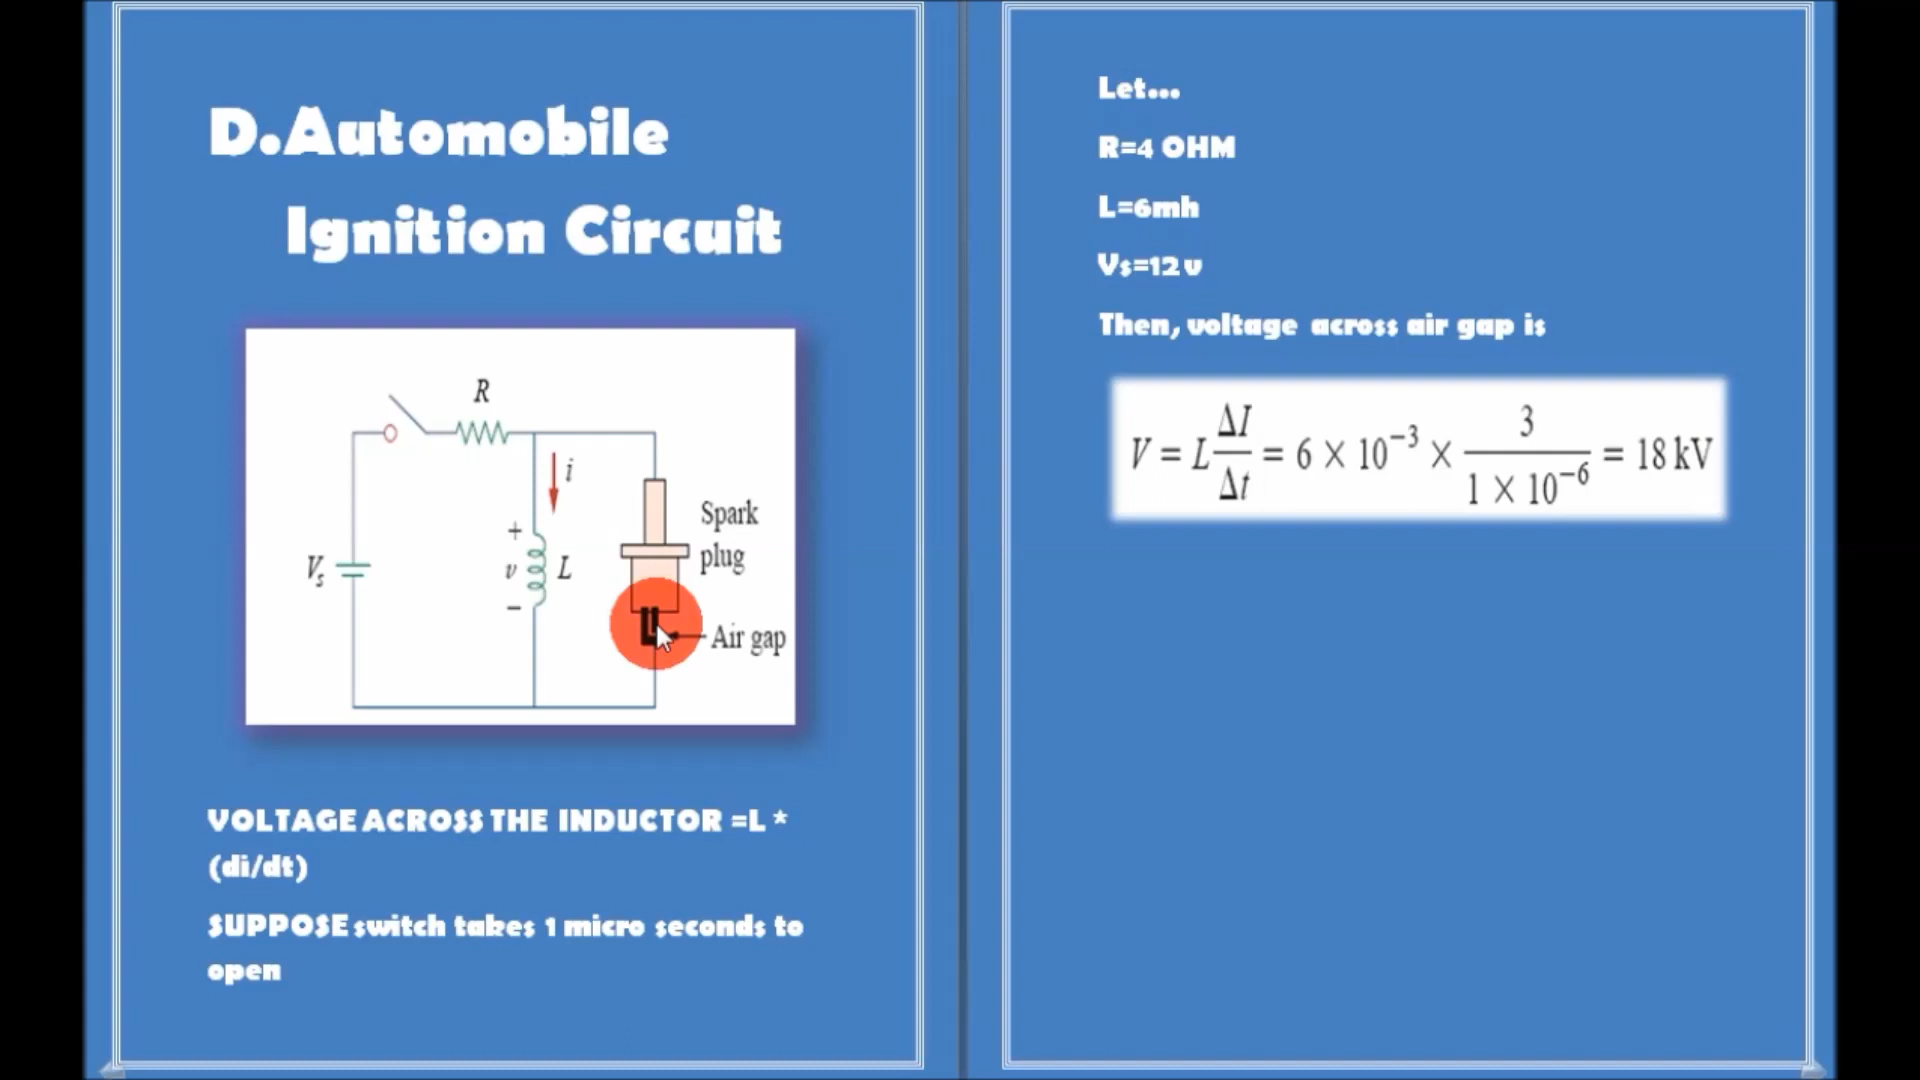 D.Automobile
Ignition Circuit
R
i
+
Vs
v
L
−
Spark
plug
Air gap
VOLTAGE ACROSS THE INDUCTOR =L *
(di/dt)
SUPPOSE switch takes 1 micro seconds to
open
Let...
R=4 OHM
L=6mh
Vs=12v
Then, voltage across air gap is
V = L ΔI/Δt = 6 × 10⁻³ × 3/(1 × 10⁻⁶) = 18 kV